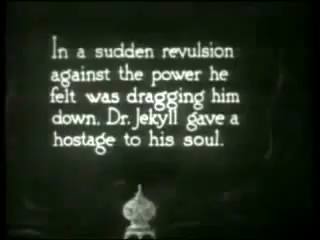 In a sudden revulsion
against the power he
felt was dragging him
down, Dr. Jekyll gave a
hostage to his soul.